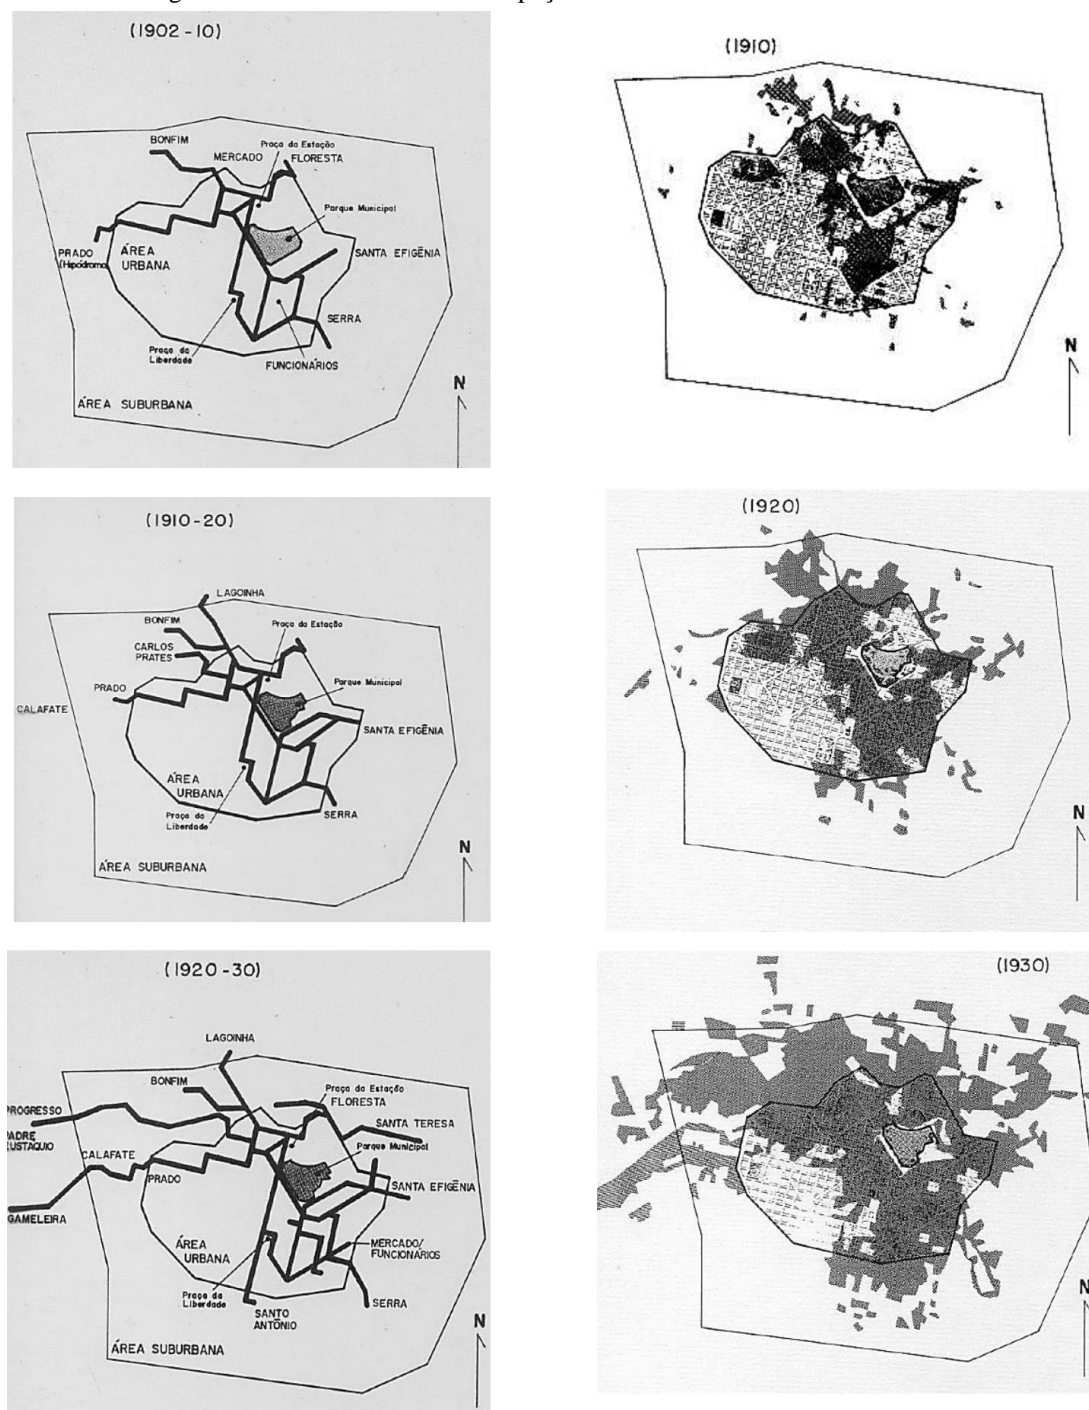 (1902-10)
BONFIM
MERCADO
Praça da Estação
FLORESTA
Parque Municipal
PRADO
(Hipódromo)
ÁREA
URBANA
SANTA EFIGÊNIA
SERRA
Praça da
Liberdade
FUNCIONÁRIOS
ÁREA SUBURBANA
N
(1910)
N
(1910-20)
LAGOINHA
BONFIM
Praça da Estação
CARLOS
PRATES
PRADO
Parque Municipal
CALAFATE
SANTA EFIGÊNIA
ÁREA
URBANA
Praça da
Liberdade
SERRA
ÁREA SUBURBANA
N
(1920)
N
(1920-30)
LAGOINHA
BONFIM
Praça da Estação
FLORESTA
PROGRESSO
SANTA TERESA
PADRE
EUSTAQUIO
CALAFATE
Parque Municipal
PRADO
SANTA EFIGÊNIA
GAMELEIRA
ÁREA
URBANA
MERCADO/
FUNCIONÁRIOS
Praça da
Liberdade
SANTO
ANTÔNIO
SERRA
ÁREA SUBURBANA
N
(1930)
N